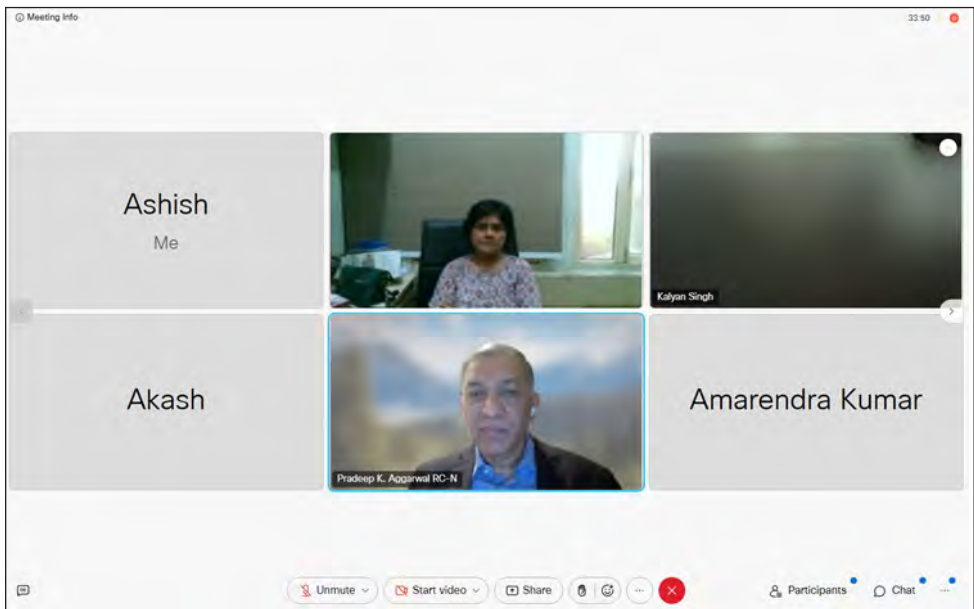 Meeting Info
33:50
Ashish
Me
Kalyan Singh
Akash
Pradeep K. Aggarwal RC-N
Amarendra Kumar
Unmute
Start video
Share
Participants
Chat